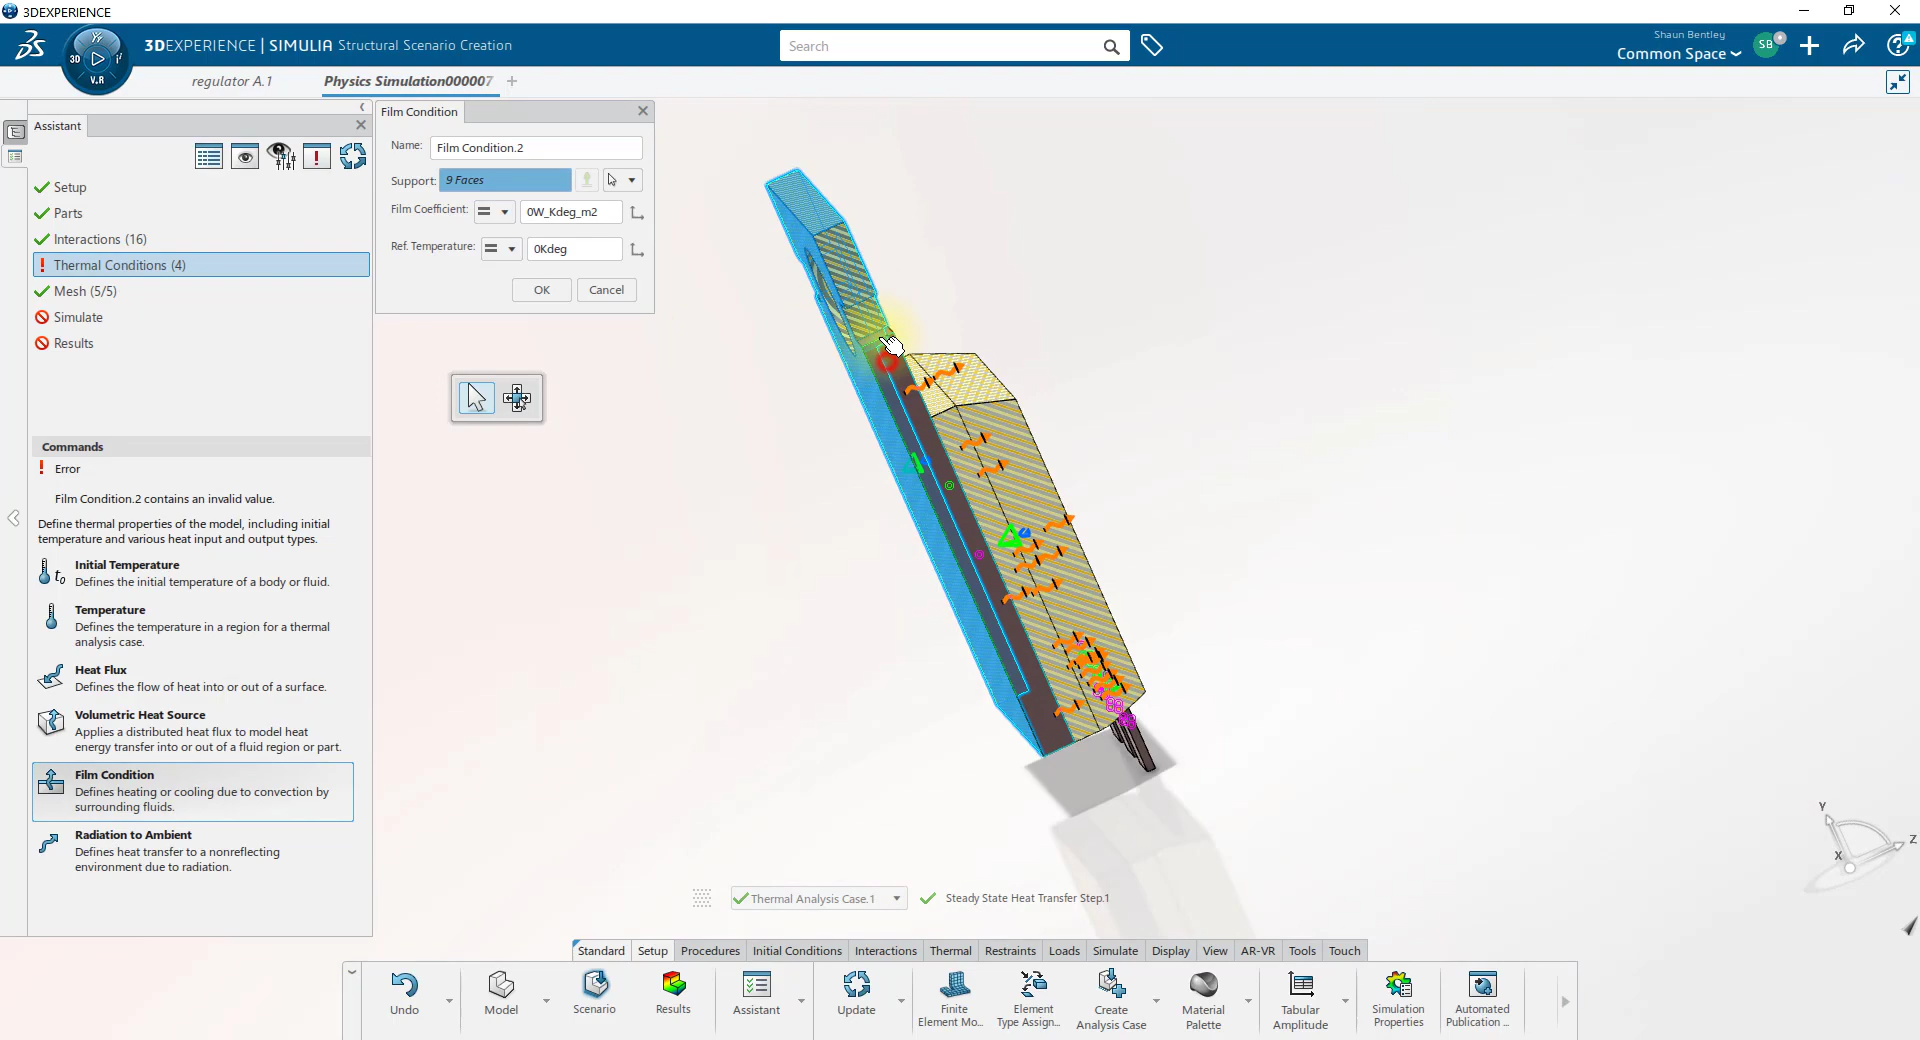 3DEXPERIENCE
3DEXPERIENCE | SIMULIA Structural Scenario Creation
Search
Shaun Bentley
Common Space
SB
3D
V.R
regulator A.1
Physics Simulation000007
Assistant
Setup
Parts
Interactions (16)
Thermal Conditions (4)
Mesh (5/5)
Simulate
Results
Film Condition
Name:
Film Condition.2
Support:
9 Faces
Film Coefficient:
0W_Kdeg_m2
Ref. Temperature:
0Kdeg
OK
Cancel
Commands
Error
Film Condition.2 contains an invalid value.
Define thermal properties of the model, including initial
temperature and various heat input and output types.
Initial Temperature
Defines the initial temperature of a body or fluid.
Temperature
Defines the temperature in a region for a thermal
analysis case.
Heat Flux
Defines the flow of heat into or out of a surface.
Volumetric Heat Source
Applies a distributed heat flux to model heat
energy transfer into or out of a fluid region or part.
Film Condition
Defines heating or cooling due to convection by
surrounding fluids.
Radiation to Ambient
Defines heat transfer to a nonreflecting
environment due to radiation.
Y
Z
X
Thermal Analysis Case.1
Steady State Heat Transfer Step.1
Standard
Setup
Procedures
Initial Conditions
Interactions
Thermal
Restraints
Loads
Simulate
Display
View
AR-VR
Tools
Touch
Undo
Model
Scenario
Results
Assistant
Update
Finite
Element Mo...
Element
Type Assign...
Create
Analysis Case
Material
Palette
Tabular
Amplitude
Simulation
Properties
Automated
Publication ...